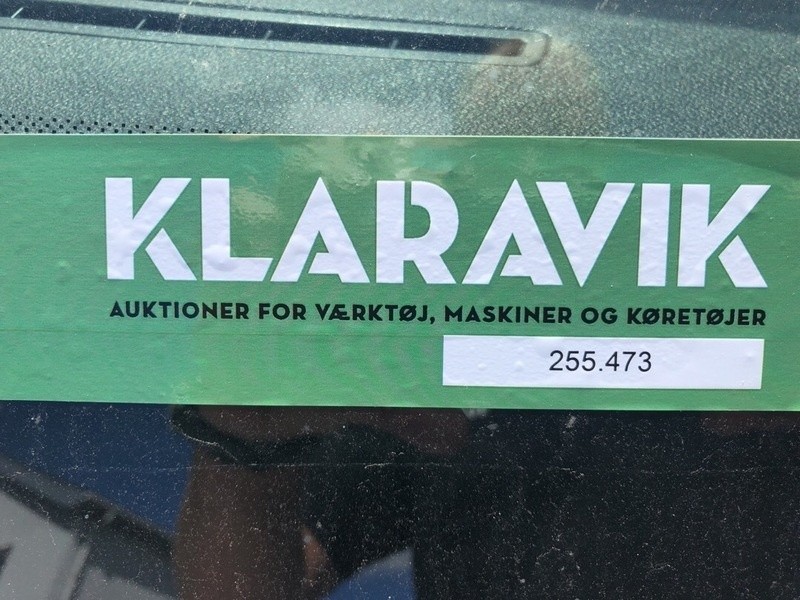 KLARAVIK
AUKTIONER FOR VÆRKTØJ, MASKINER OG KØRETØJER
255.473